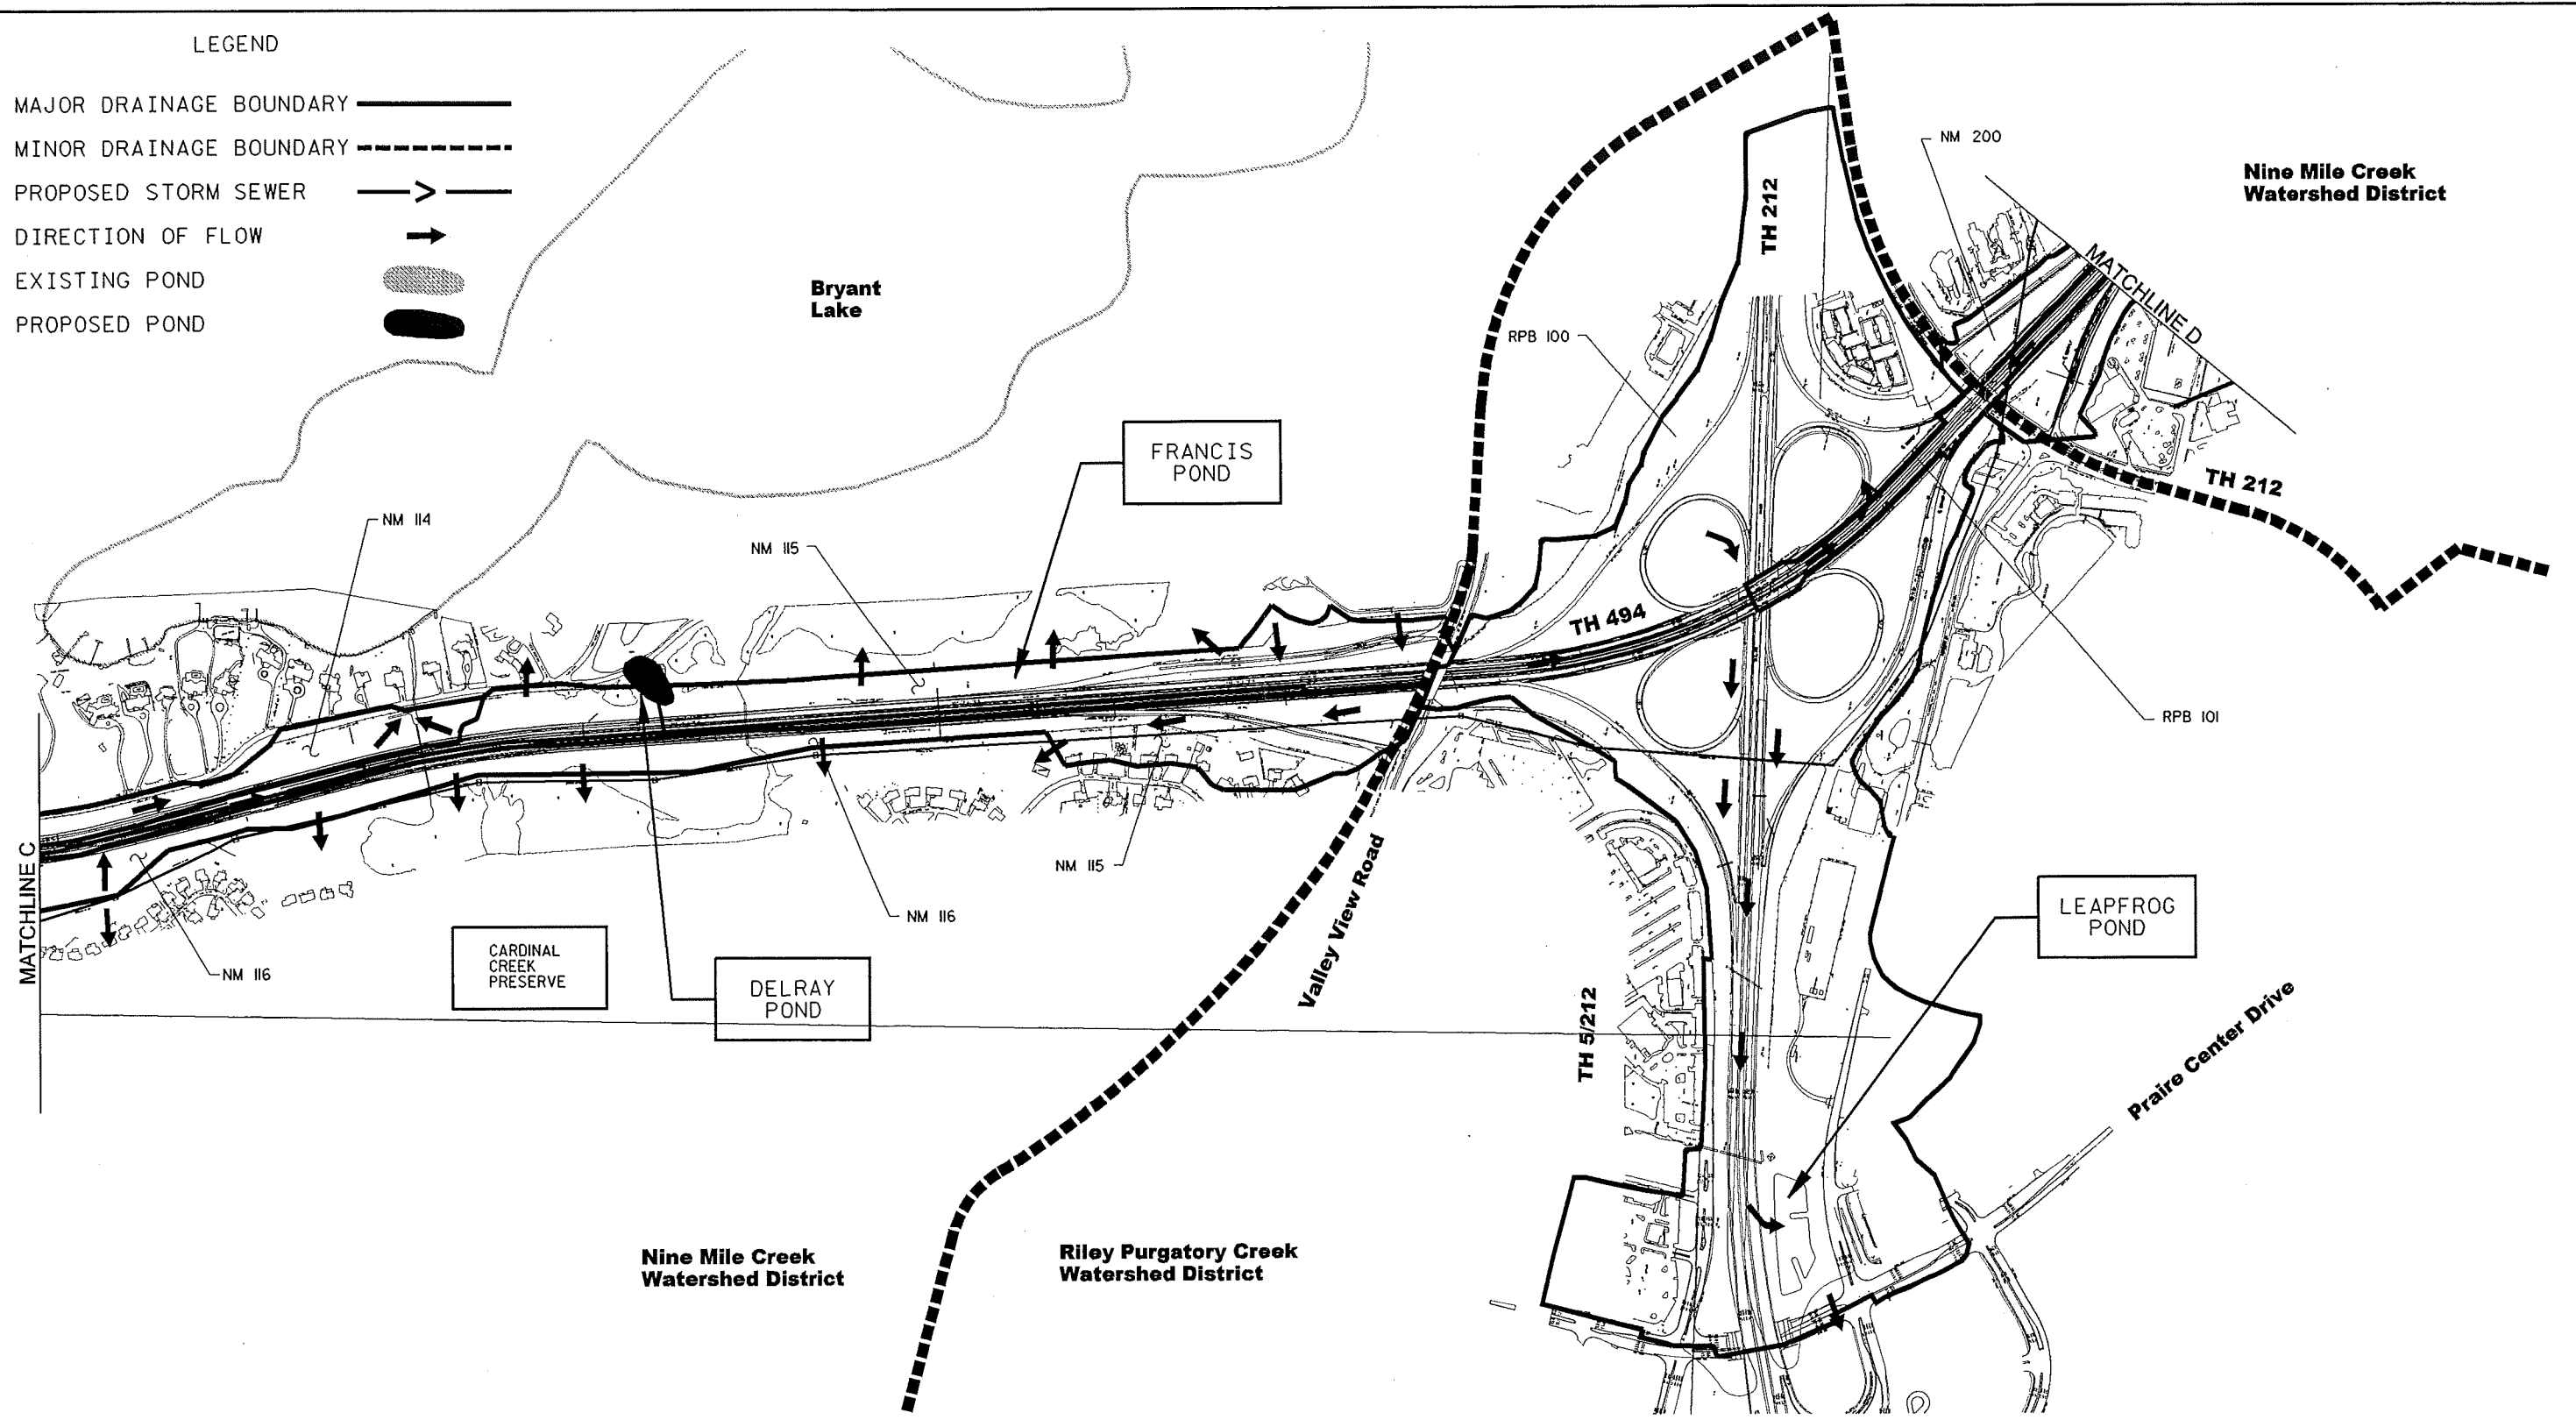 LEGEND
MAJOR DRAINAGE BOUNDARY
MINOR DRAINAGE BOUNDARY
PROPOSED STORM SEWER
DIRECTION OF FLOW
EXISTING POND
PROPOSED POND
Bryant
Lake
NM 200
Nine Mile Creek
Watershed District
TH 212
MATCHLINE D
RPB 100
FRANCIS
POND
TH 212
NM 114
NM 115
TH 494
RPB 101
MATCHLINE C
NM 116
CARDINAL
CREEK
PRESERVE
DELRAY
POND
NM 116
NM 115
Valley View Road
LEAPFROG
POND
TH 5/212
Praire Center Drive
Nine Mile Creek
Watershed District
Riley Purgatory Creek
Watershed District